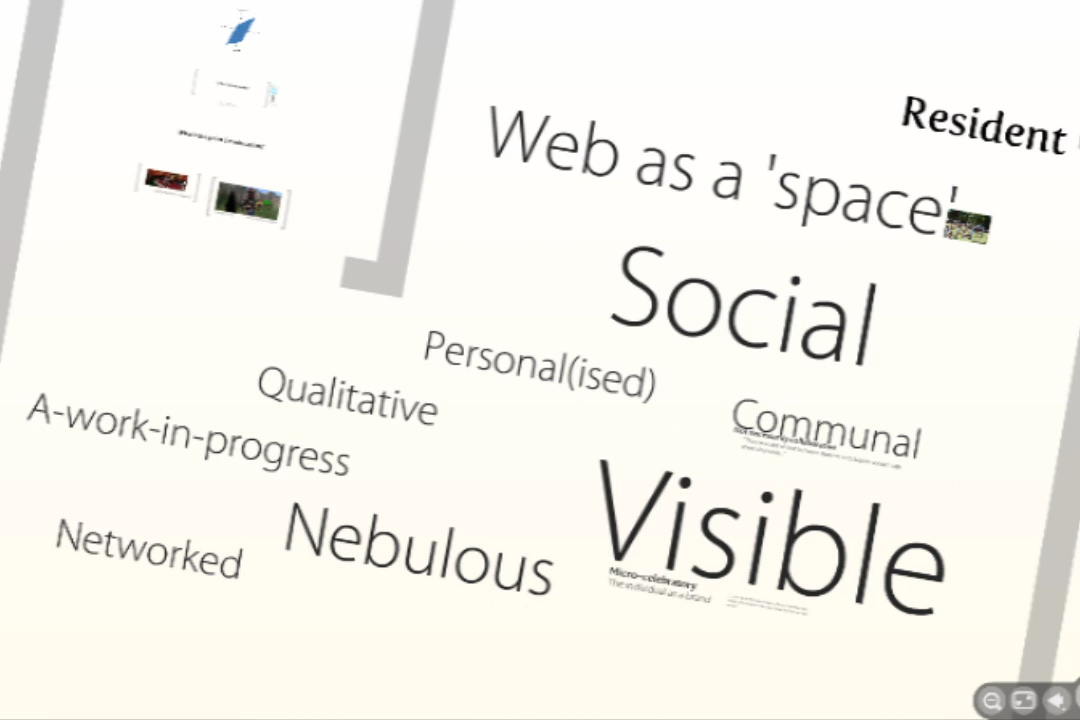 Resident
Web as a 'space'
Social
Personal(ised)
Qualitative
Communal
A-work-in-progress
Visible
Nebulous
Networked
Micro-celebratory
The individual as a brand